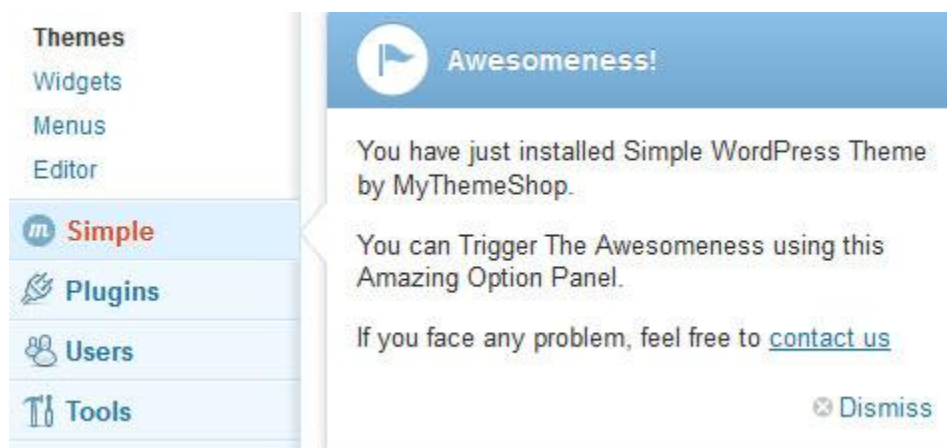 Themes
Widgets
Menus
Editor
m Simple
Plugins
Users
Tools
Awesomeness!
You have just installed Simple WordPress Theme
by MyThemeShop.
You can Trigger The Awesomeness using this
Amazing Option Panel.
If you face any problem, feel free to contact us
Dismiss